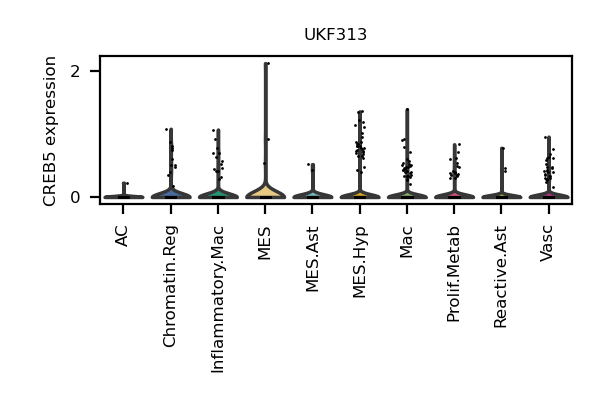 UKF313
CREB5 expression
2
0
AC
Chromatin.Reg
Inflammatory.Mac
MES
MES.Ast
MES.Hyp
Mac
Prolif.Metab
Reactive.Ast
Vasc